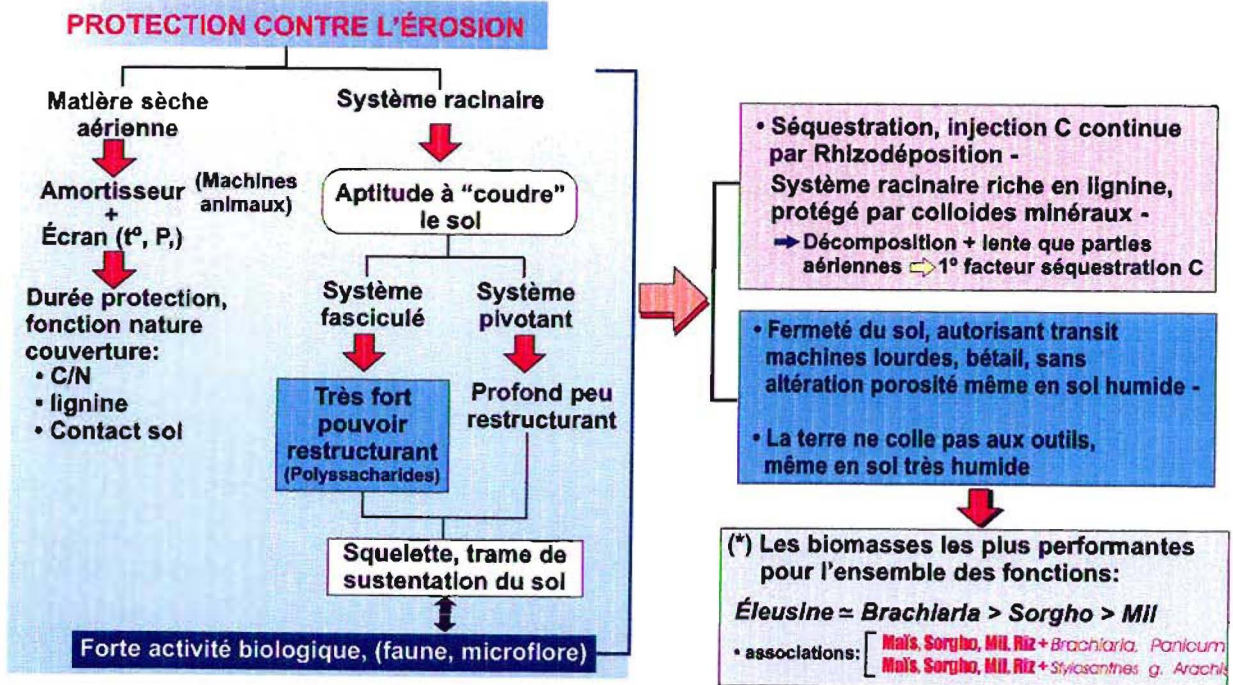 PROTECTION CONTRE L'ÉROSION
Matière sèche
aérienne
Amortisseur
+
Écran (tº, P,)
(Machines
animaux)
Durée protection,
fonction nature
couverture:
• C/N
• lignine
• Contact sol
Système racinaire
Aptitude à "coudre"
le sol
Système
fasciculé
Très fort
pouvoir
restructurant
(Polyssacharides)
Système
pivotant
Profond peu
restructurant
Squelette, trame de
sustentation du sol
Forte activité biologique, (faune, microflore)
• Séquestration, injection C continue
par Rhizodéposition -
Système racinaire riche en lignine,
protégé par colloides minéraux -
➔ Décomposition + lente que parties
aériennes ⇨ 1º facteur séquestration C
• Fermeté du sol, autorisant transit
machines lourdes, bétail, sans
altération porosité même en sol humide -
• La terre ne colle pas aux outils,
même en sol très humide
(*) Les biomasses les plus performantes
pour l'ensemble des fonctions:
Éleusine ≃ Brachiaria > Sorgho > Mil
• associations:
Maïs, Sorgho, Mil, Riz + Brachiaria, Panicum
Maïs, Sorgho, Mil, Riz + Stylosanthes g. Arachis